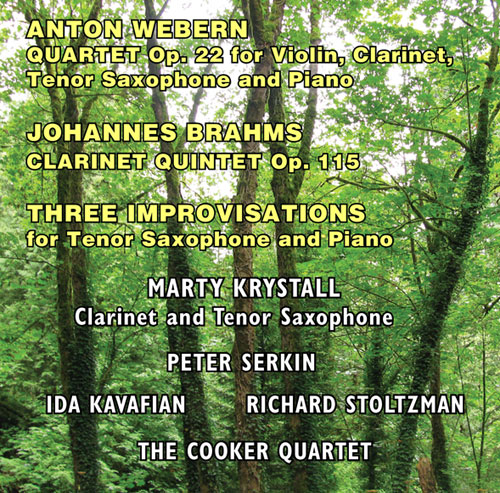 ANTON WEBERN
QUARTET Op. 22 for Violin, Clarinet,
Tenor Saxophone and Piano
JOHANNES BRAHMS
CLARINET QUINTET Op. 115
THREE IMPROVISATIONS
for Tenor Saxophone and Piano
MARTY KRYSTALL
Clarinet and Tenor Saxophone
PETER SERKIN
IDA KAVAFIAN RICHARD STOLTZMAN
THE COOKER QUARTET